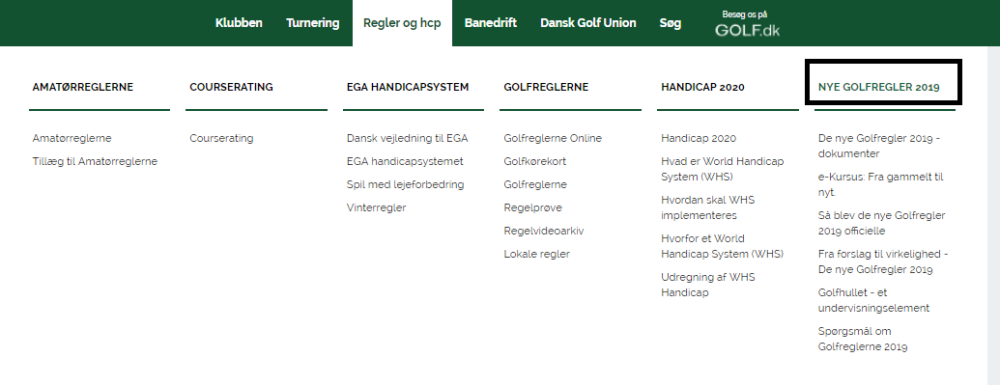 Klubben Turnering Regler og hcp Banedrift Dansk Golf Union Søg Besøg os på
GOLF.dk
AMATØRREGLERNE
Amatørreglerne
Tillæg til Amatørreglerne
COURSERATING
Courserating
EGA HANDICAPSYSTEM
Dansk vejledning til EGA
EGA handicapsystemet
Spil med lejeforbedring
Vinterregler
GOLFREGLERNE
Golfreglerne Online
Golfkørekort
Golfreglerne
Regelprøve
Regelvideoarkiv
Lokale regler
HANDICAP 2020
Handicap 2020
Hvad er World Handicap
System (WHS)
Hvordan skal WHS
implementeres
Hvorfor et World
Handicap System (WHS)
Udregning af WHS
Handicap
NYE GOLFREGLER 2019
De nye Golfregler 2019 -
dokumenter
e-Kursus: Fra gammelt til
nyt.
Så blev de nye Golfregler
2019 officielle
Fra forslag til virkelighed -
De nye Golfregler 2019
Golfhullet - et
undervisningselement
Spørgsmål om
Golfreglerne 2019